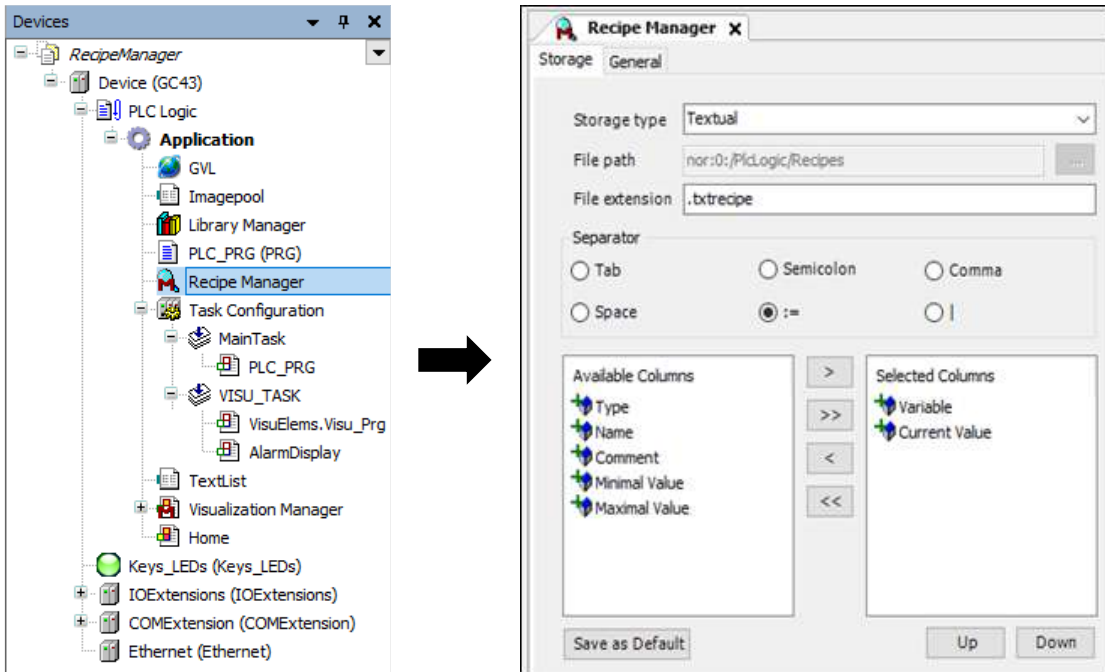 Devices
RecipeManager
Device (GC43)
PLC Logic
Application
GVL
Imagepool
Library Manager
PLC_PRG (PRG)
Recipe Manager
Task Configuration
MainTask
PLC_PRG
VISU_TASK
VisuElems.Visu_Prg
AlarmDisplay
TextList
Visualization Manager
Home
Keys_LEDs (Keys_LEDs)
IOExtensions (IOExtensions)
COMExtension (COMExtension)
Ethernet (Ethernet)
Recipe Manager
Storage General
Storage type Textual
File path nor:0:/PlcLogic/Recipes ...
File extension .txtrecipe
Separator
Tab Semicolon Comma
Space := |
Available Columns
Type
Name
Comment
Minimal Value
Maximal Value
>
>>
<
<<
Selected Columns
Variable
Current Value
Save as Default Up Down